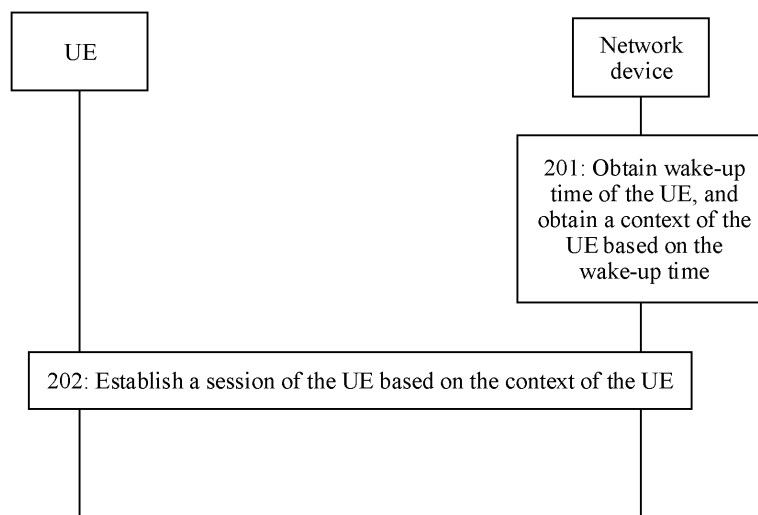 UE
Network
device
201: Obtain wake-up
time of the UE, and
obtain a context of the
UE based on the
wake-up time
202: Establish a session of the UE based on the context of the UE